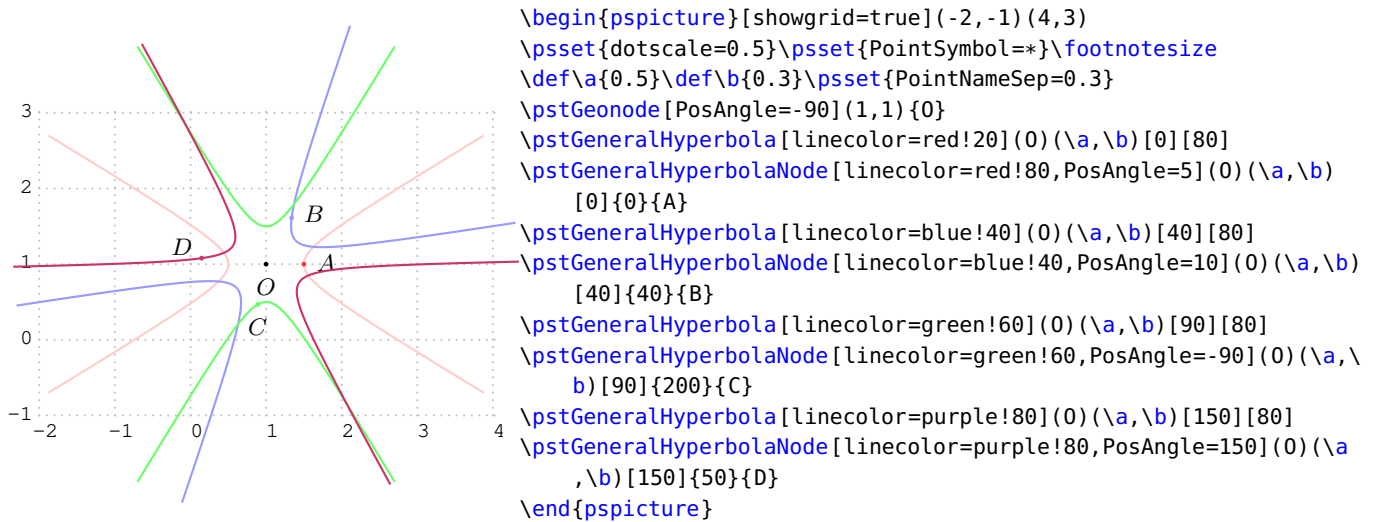 \begin{pspicture}[showgrid=true](-2,-1)(4,3)
\psset{dotscale=0.5}\psset{PointSymbol=*}\footnotesize
\def\a{0.5}\def\b{0.3}\psset{PointNameSep=0.3}
\pstGeonode[PosAngle=-90](1,1){O}
\pstGeneralHyperbola[linecolor=red!20](O)(\a,\b)[0][80]
\pstGeneralHyperbolaNode[linecolor=red!80,PosAngle=5](O)(\a,\b)
[0]{0}{A}
\pstGeneralHyperbola[linecolor=blue!40](O)(\a,\b)[40][80]
\pstGeneralHyperbolaNode[linecolor=blue!40,PosAngle=10](O)(\a,\b)
[40]{40}{B}
\pstGeneralHyperbola[linecolor=green!60](O)(\a,\b)[90][80]
\pstGeneralHyperbolaNode[linecolor=green!60,PosAngle=-90](O)(\a,\
b)[90]{200}{C}
\pstGeneralHyperbola[linecolor=purple!80](O)(\a,\b)[150][80]
\pstGeneralHyperbolaNode[linecolor=purple!80,PosAngle=150](O)(\a
,\b)[150]{50}{D}
\end{pspicture}
3
2
B
D
1
A
O
C
0
−1
−2 −1 0 1 2 3 4